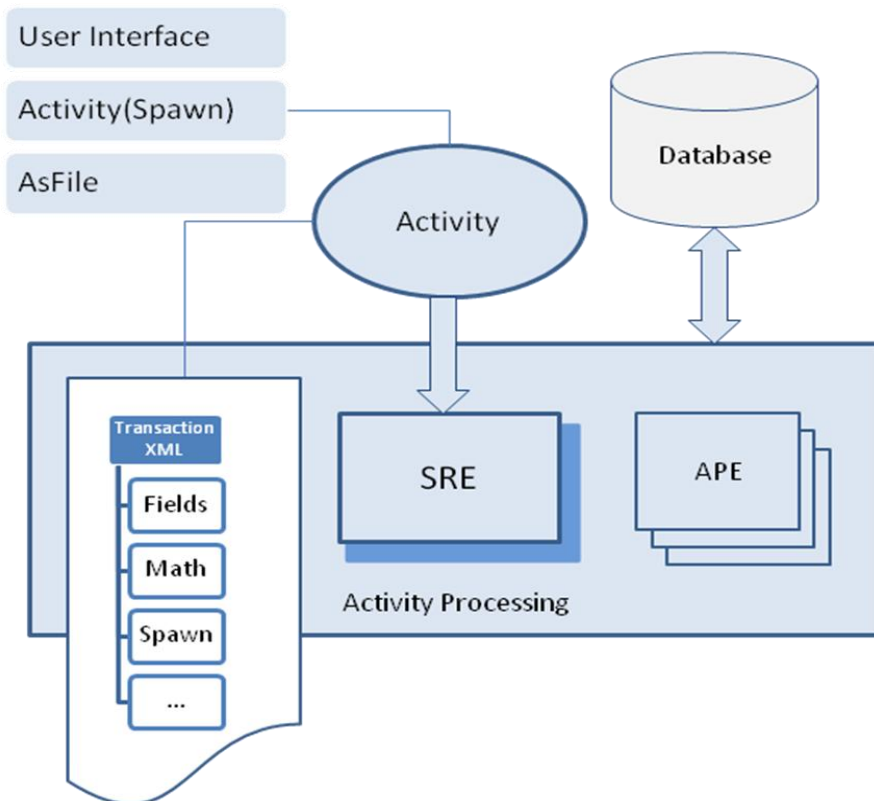 User Interface
Activity(Spawn)
AsFile
Activity
Database
Transaction
XML
Fields
Math
Spawn
...
SRE
APE
Activity Processing